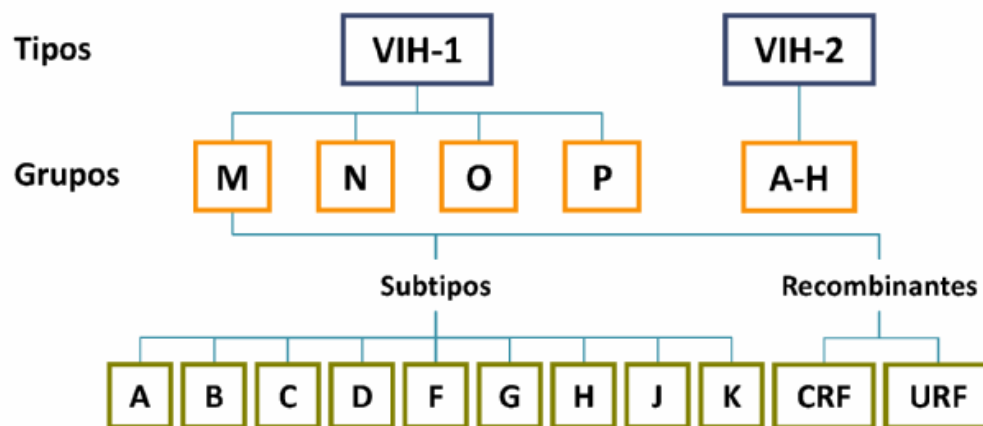 Tipos VIH-1 VIH-2
Grupos M N O P A-H
Subtipos Recombinantes
A B C D F G H J K CRF URF